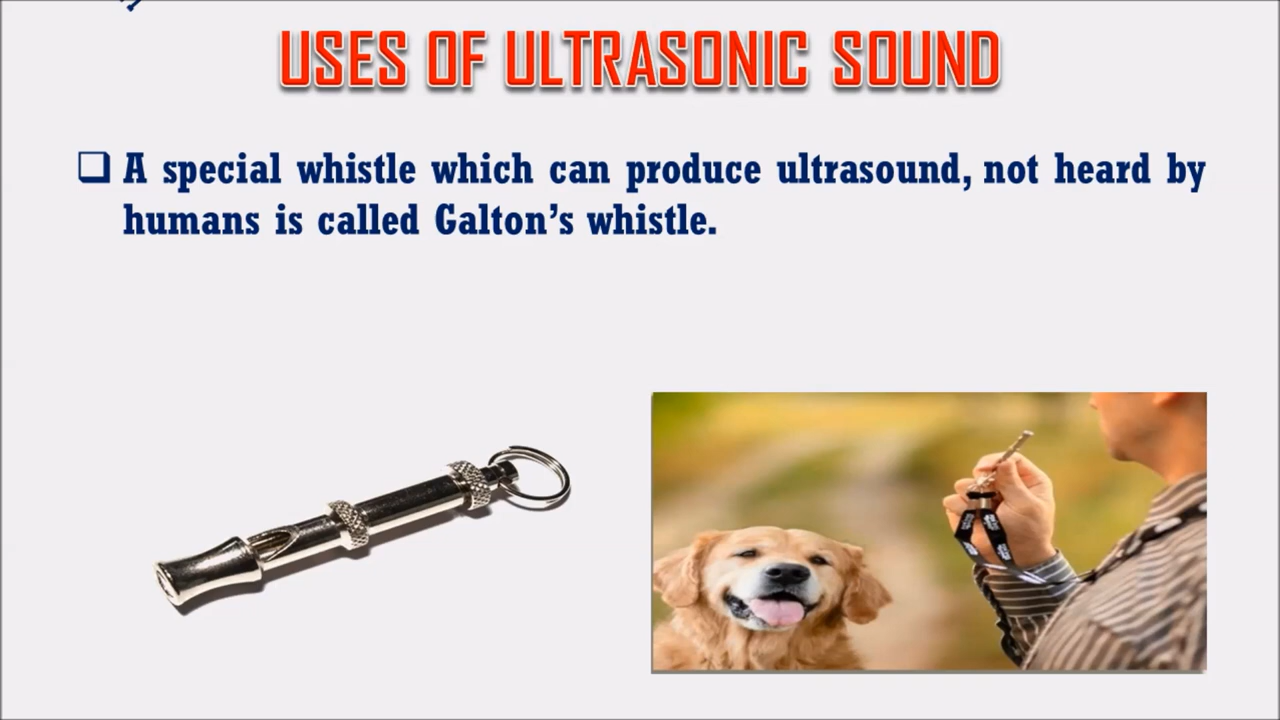 USES OF ULTRASONIC SOUND
❑ A special whistle which can produce ultrasound, not heard by
humans is called Galton’s whistle.